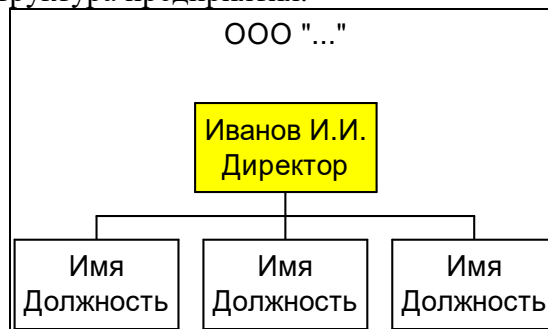 ООО "..."
Иванов И.И.
Директор
Имя
Должность
Имя
Должность
Имя
Должность